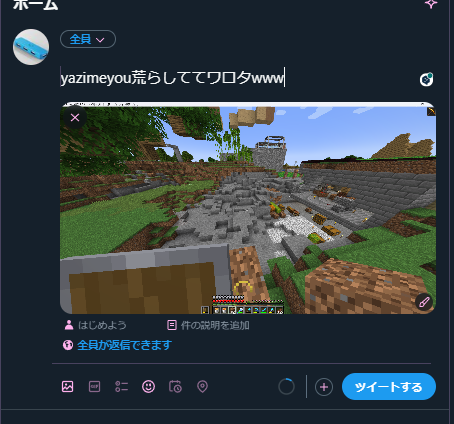 ホーム
全員
yazimeyou荒らしててワロタwww
はじめよう
件の説明を追加
全員が返信できます
GIF
ツイートする